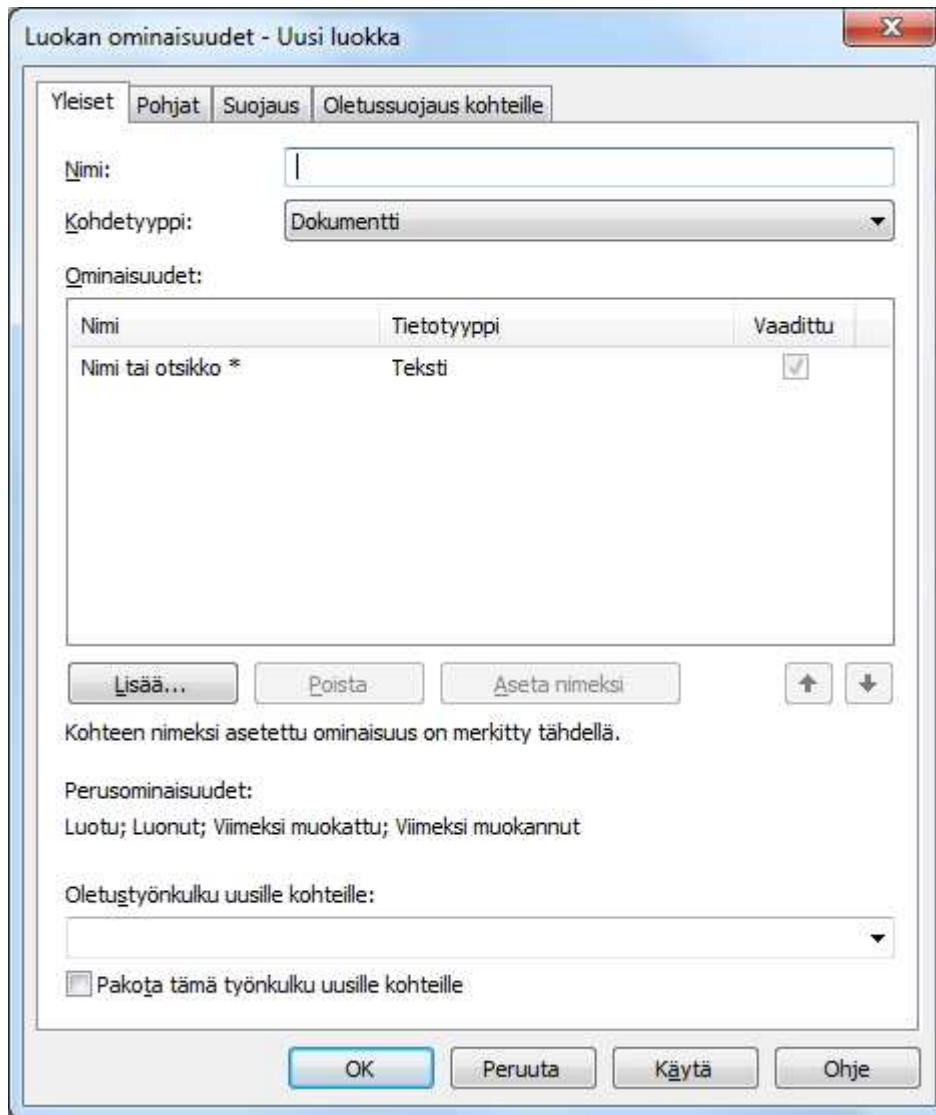 Luokan ominaisuudet - Uusi luokka
Yleiset Pohjat Suojaus Oletussuojaus kohteille
Nimi:
Kohdetyyppi: Dokumentti
Ominaisuudet:
Nimi Tietotyyppi Vaadittu
Nimi tai otsikko * Teksti
Lisää... Poista Aseta nimeksi
Kohteen nimeksi asetettu ominaisuus on merkitty tähdellä.
Perusominaisuudet:
Luotu; Luonut; Viimeksi muokattu; Viimeksi muokannut
Oletustyönkulku uusille kohteille:
Pakota tämä työnkulku uusille kohteille
OK Peruuta Käytä Ohje